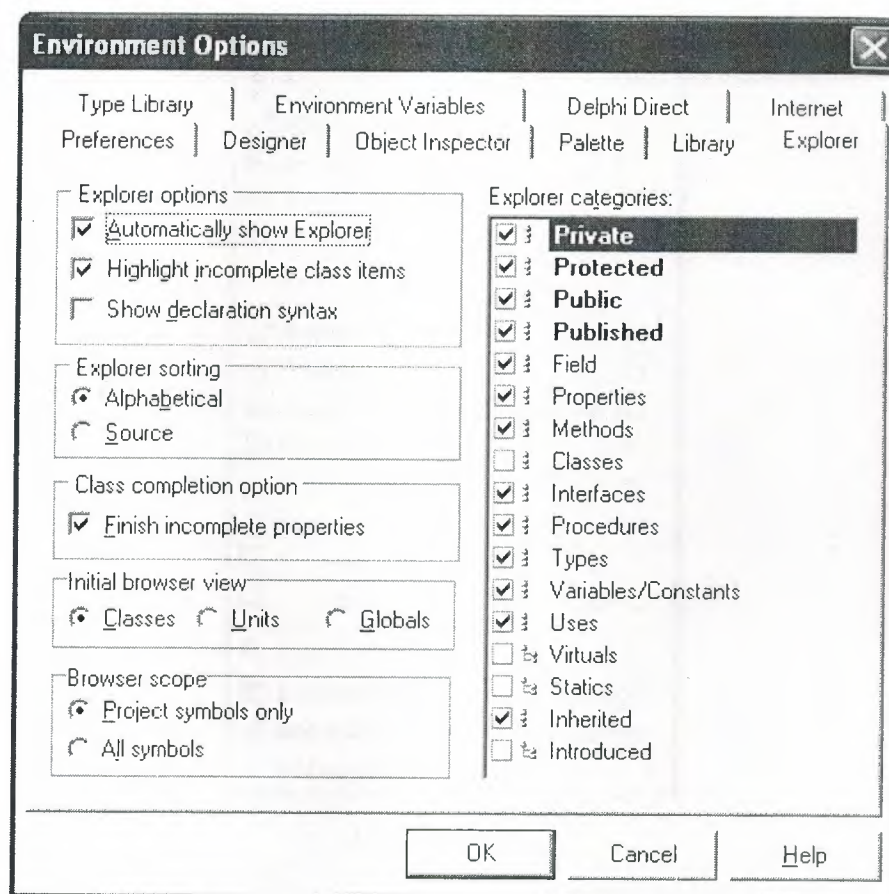 Environment Options
Type Library
Environment Variables
Delphi Direct
Internet
Preferences
Designer
Object Inspector
Palette
Library
Explorer
Explorer options
Automatically show Explorer
Highlight incomplete class items
Show declaration syntax
Explorer sorting
Alphabetical
Source
Class completion option
Finish incomplete properties
Initial browser view
Classes
Units
Globals
Browser scope
Project symbols only
All symbols
Explorer categories:
Private
Protected
Public
Published
Field
Properties
Methods
Classes
Interfaces
Procedures
Types
Variables/Constants
Uses
Virtuals
Statics
Inherited
Introduced
OK
Cancel
Help